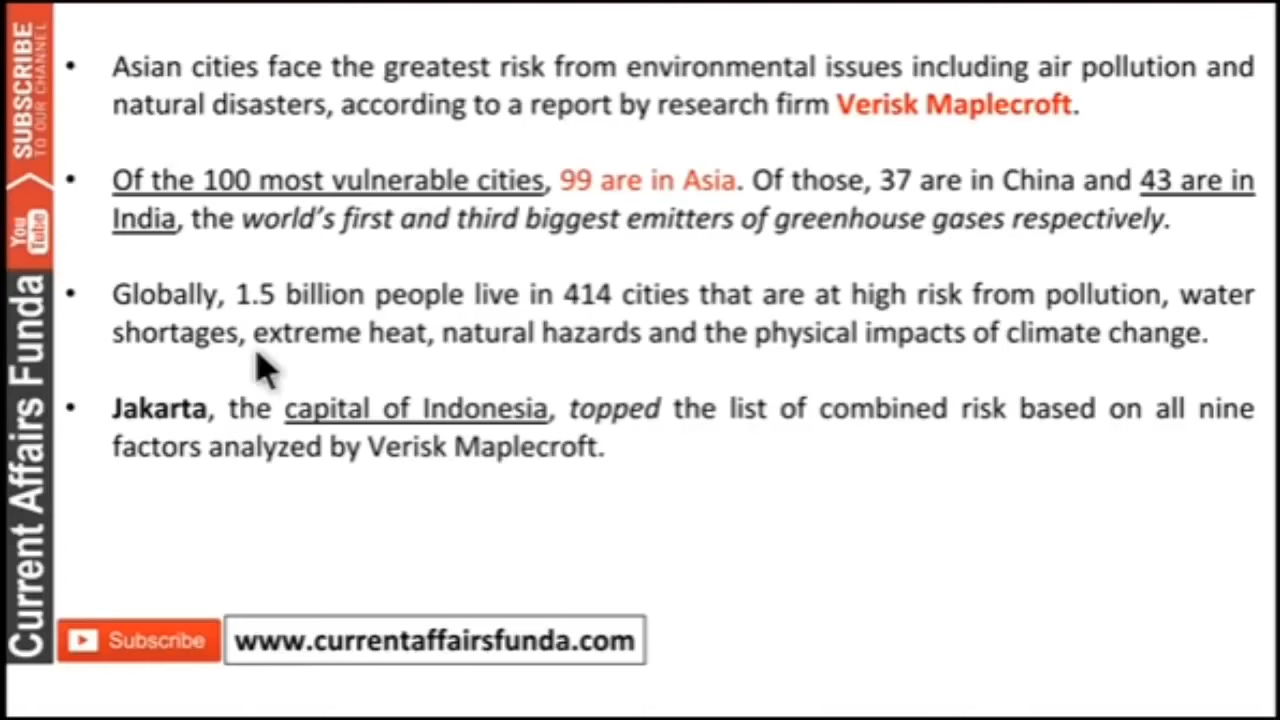 SUBSCRIBE
TO OUR CHANNEL
You
Tube
Current Affairs Funda
• Asian cities face the greatest risk from environmental issues including air pollution and
natural disasters, according to a report by research firm Verisk Maplecroft.
• Of the 100 most vulnerable cities, 99 are in Asia. Of those, 37 are in China and 43 are in
India, the world's first and third biggest emitters of greenhouse gases respectively.
• Globally, 1.5 billion people live in 414 cities that are at high risk from pollution, water
shortages, extreme heat, natural hazards and the physical impacts of climate change.
• Jakarta, the capital of Indonesia, topped the list of combined risk based on all nine
factors analyzed by Verisk Maplecroft.
Subscribe
www.currentaffairsfunda.com